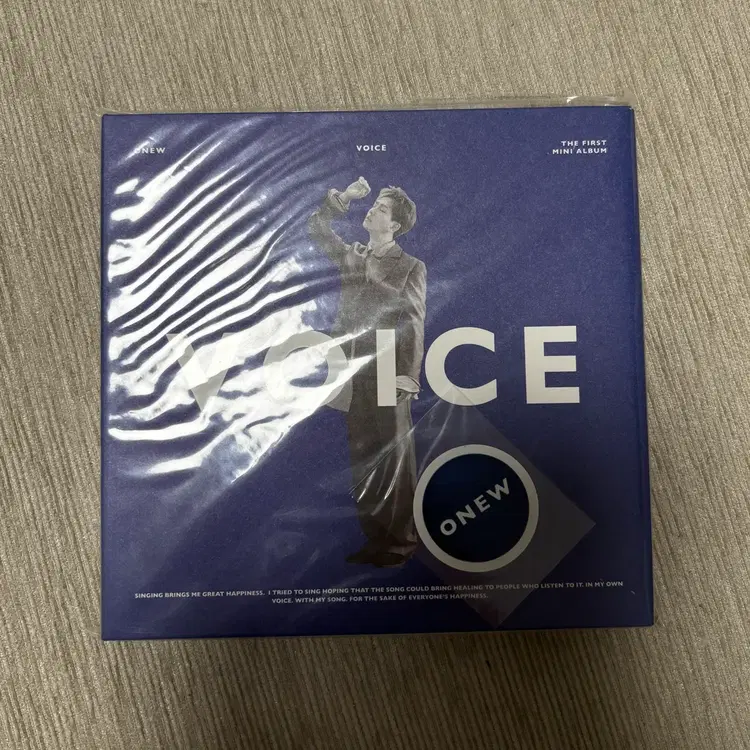 ONEW
VOICE
THE FIRST
MINI ALBUM
VOICE
ONEW
SINGING BRINGS ME GREAT HAPPINESS. I TRIED TO SING HOPING THAT THE SONG COULD BRING HEALING TO PEOPLE WHO LISTEN TO IT. IN MY OWN
VOICE. WITH MY SONG. FOR THE SAKE OF EVERYONE'S HAPPINESS.